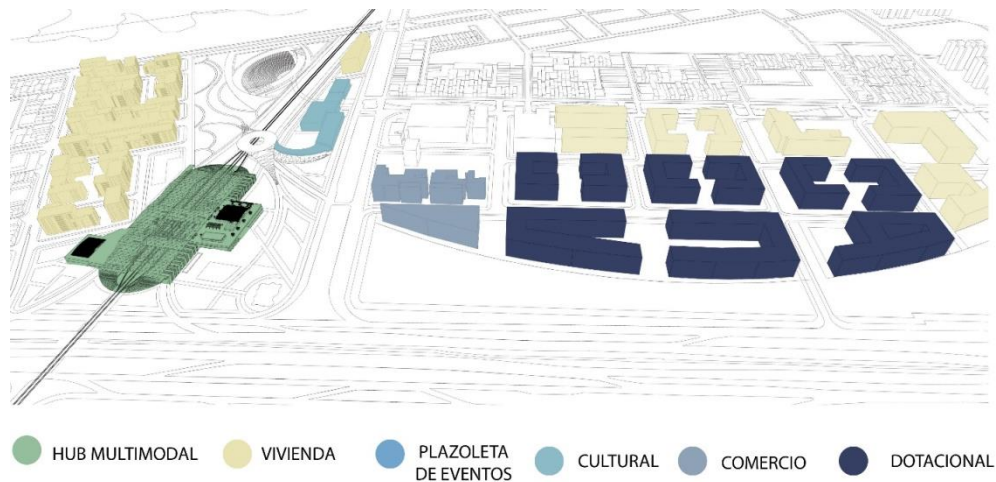 HUB MULTIMODAL
VIVIENDA
PLAZOLETA
DE EVENTOS
CULTURAL
COMERCIO
DOTACIONAL